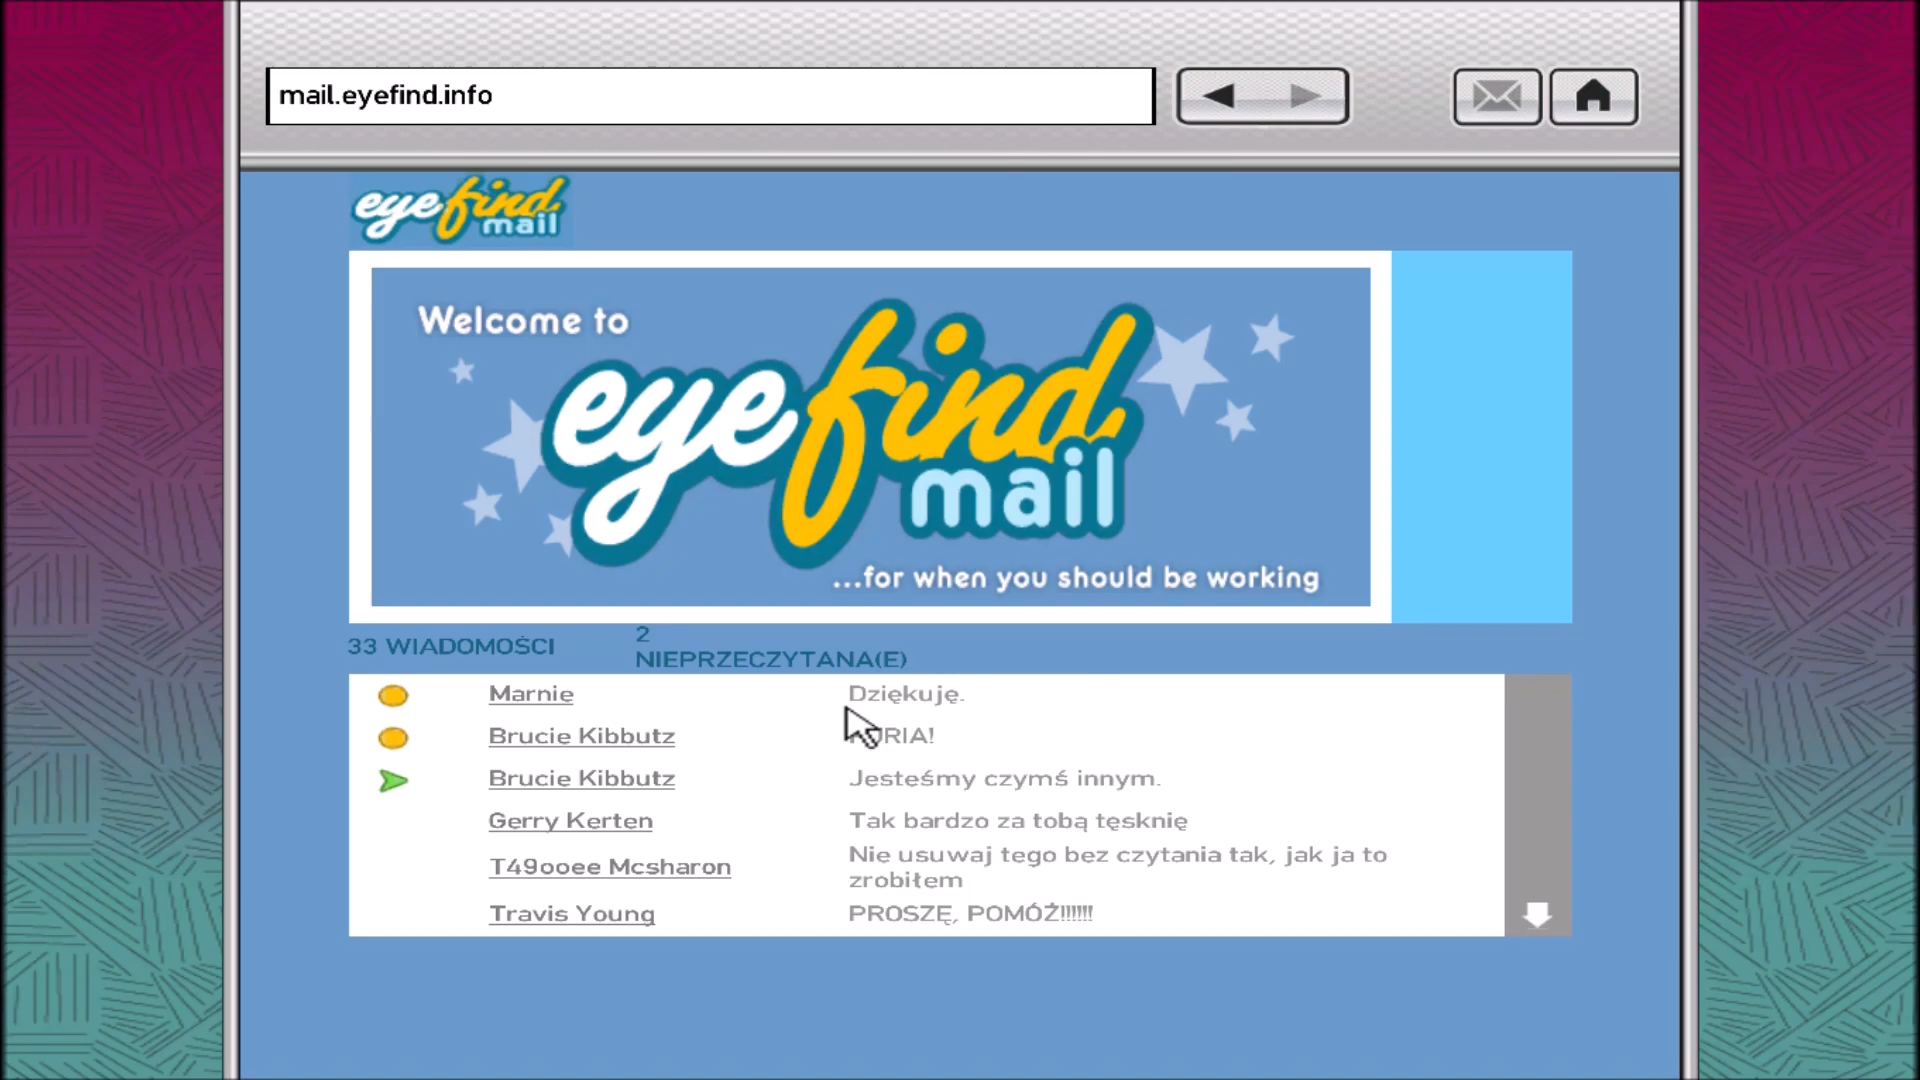 mail.eyefind.info
eyefind
mail
Welcome to
eyefind
mail
...for when you should be working
33 WIADOMOŚCI
2
NIEPRZECZYTANA(E)
Marnie Dziękuję.
Brucie Kibbutz
Brucie Kibbutz Jesteśmy czymś innym.
Gerry Kerten Tak bardzo za tobą tęsknię
T49ooee Mcsharon Nie usuwaj tego bez czytania tak, jak ja to
zrobiłem
Travis Young PROSZĘ, POMÓŻ!!!!!!